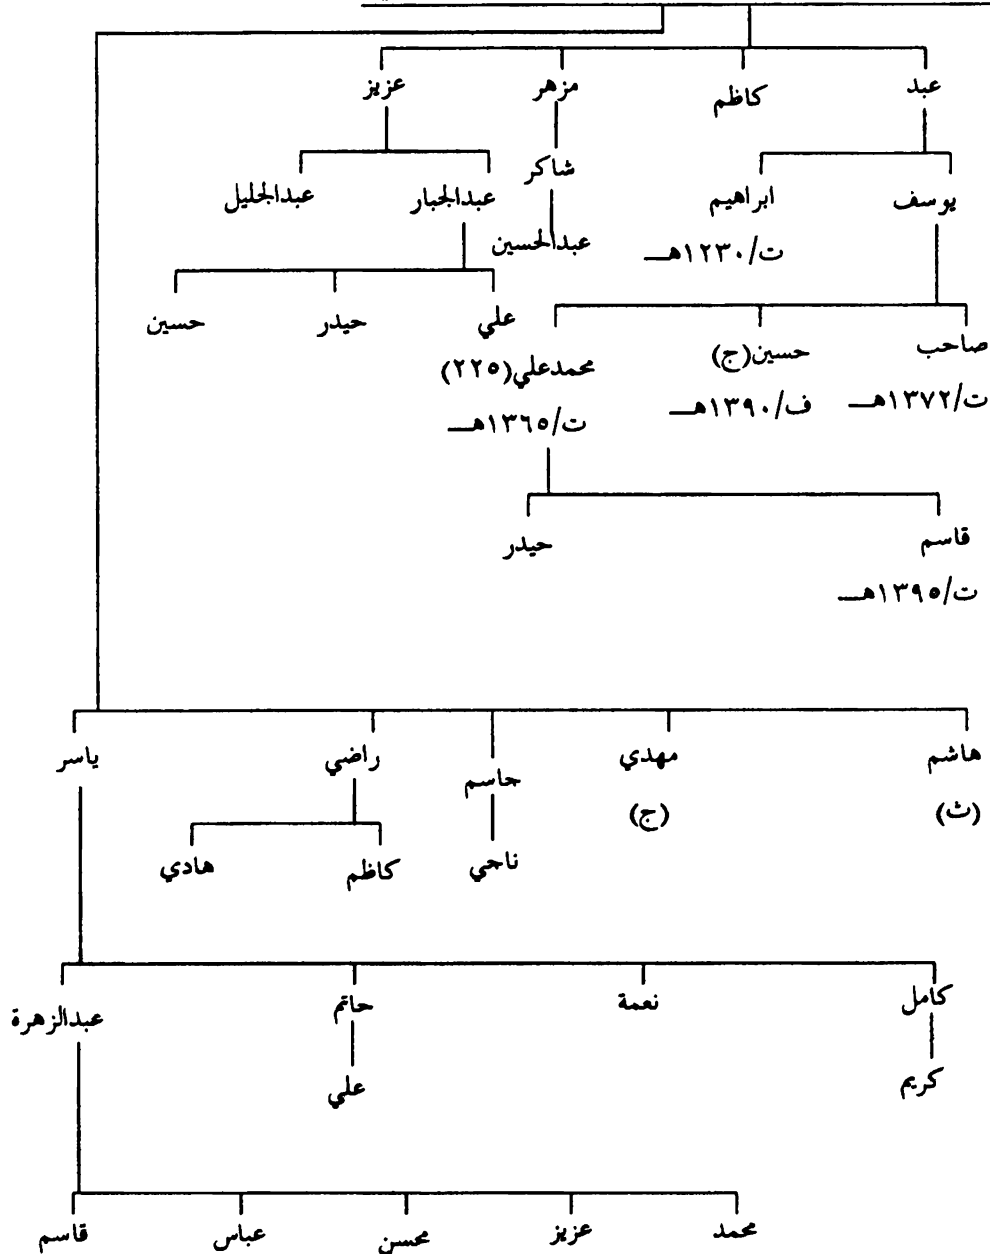 عبد كاظم مزهر عزيز
شاكر
يوسف ابراهيم عبدالجبار عبدالجليل
ت/١٢٣٠هـ عبدالحسين
علي حيدر حسين
صاحب حسين(ج) محمدعلي(٢٢٥)
ت/١٣٧٢هـ ف/١٣٩٠هـ ت/١٣٦٥هـ
قاسم حيدر
ت/١٣٩٥هـ
هاشم مهدي جاسم راضي ياسر
(ث) (ج)
ناجي كاظم هادي
كامل نعمة حاتم عبدالزهرة
كريم علي
محمد عزيز محسن عباس قاسم